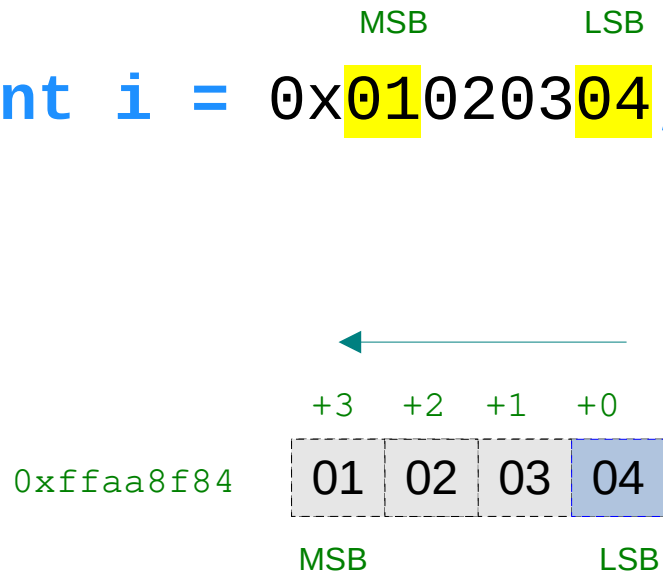 MSB LSB
nt i = 0x01020304
+3 +2 +1 +0
0xffaa8f84 01 02 03 04
MSB LSB